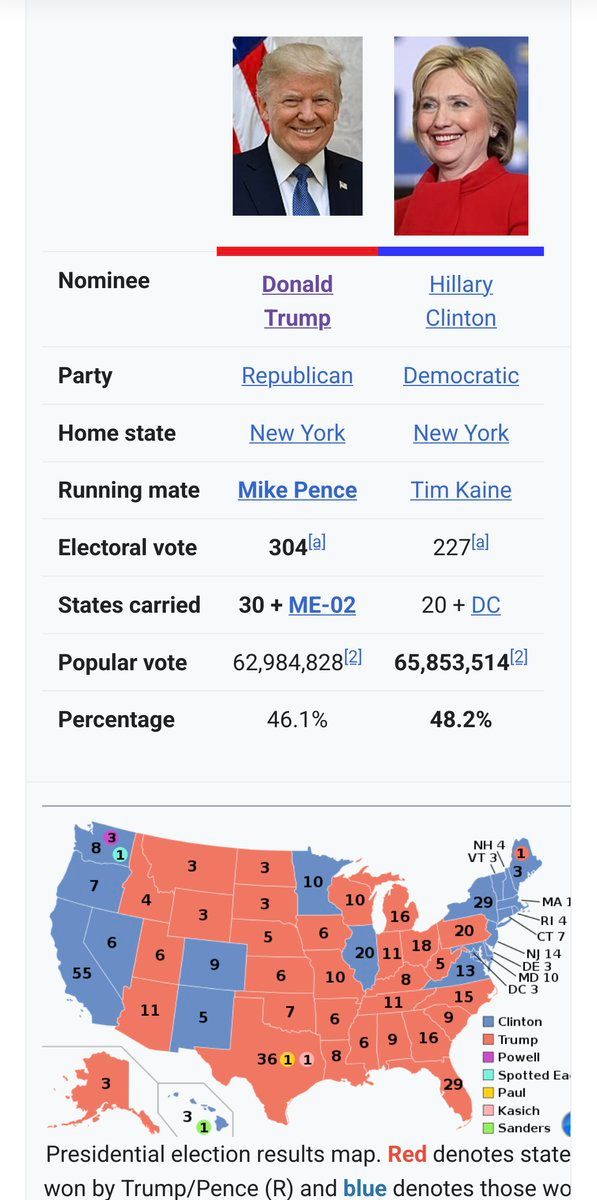 Nominee Donald Trump Hillary Clinton
Party Republican Democratic
Home state New York New York
Running mate Mike Pence Tim Kaine
Electoral vote 304[a] 227[a]
States carried 30 + ME-02 20 + DC
Popular vote 62,984,828[2] 65,853,514[2]
Percentage 46.1% 48.2%
8 3 1
7
4
3
3
10
3
3
10
16
NH 4
VT 3
1
3
29
MA 1
RI 4
CT 7
NJ 14
DE 3
MD 10
DC 3
55
6
6
9
5
6
6
10
20
11
18
20
5
13
8
11
5
7
6
11
15
9
36 1 1
8
6
9
16
29
3
3
1
Clinton
Trump
Powell
Spotted Ea
Paul
Kasich
Sanders
Presidential election results map. Red denotes state
won by Trump/Pence (R) and blue denotes those wo